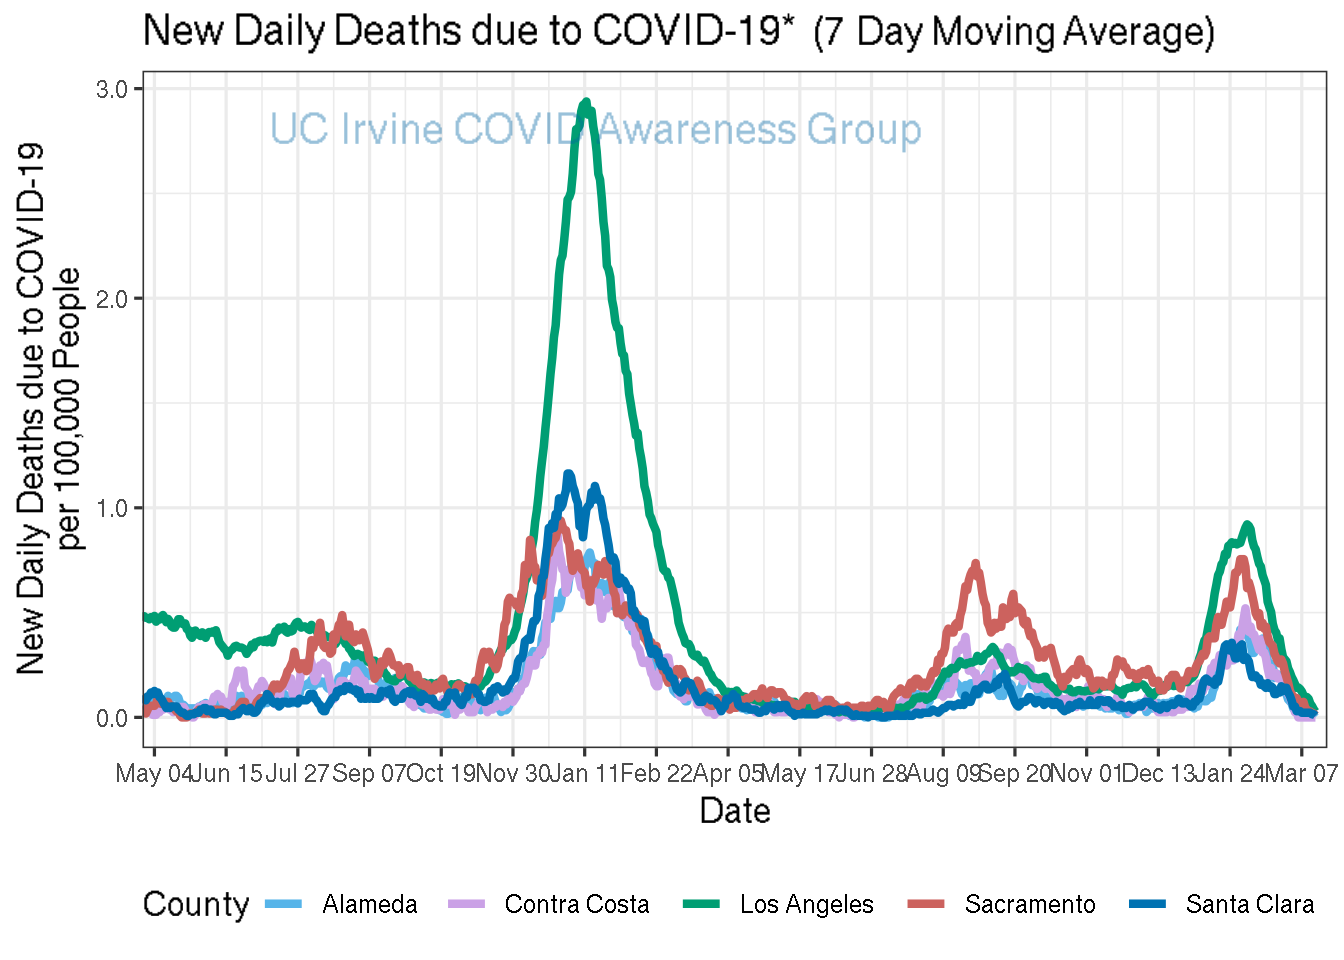 New Daily Deaths due to COVID-19* (7 Day Moving Average)
UC Irvine COVID Awareness Group
New Daily Deaths due to COVID-19
per 100,000 People
3.0
2.0
1.0
0.0
May 04 Jun 15 Jul 27 Sep 07 Oct 19 Nov 30 Jan 11 Feb 22 Apr 05 May 17 Jun 28 Aug 09 Sep 20 Nov 01 Dec 13 Jan 24 Mar 07
Date
County Alameda Contra Costa Los Angeles Sacramento Santa Clara